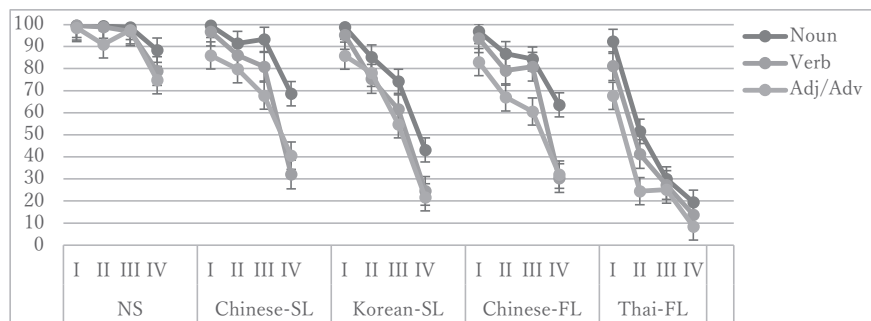 100
90
80
70
60
50
40
30
20
10
0
Noun
Verb
Adj/Adv
I II III IV I II III IV I II III IV I II III IV I II III IV
NS Chinese-SL Korean-SL Chinese-FL Thai-FL